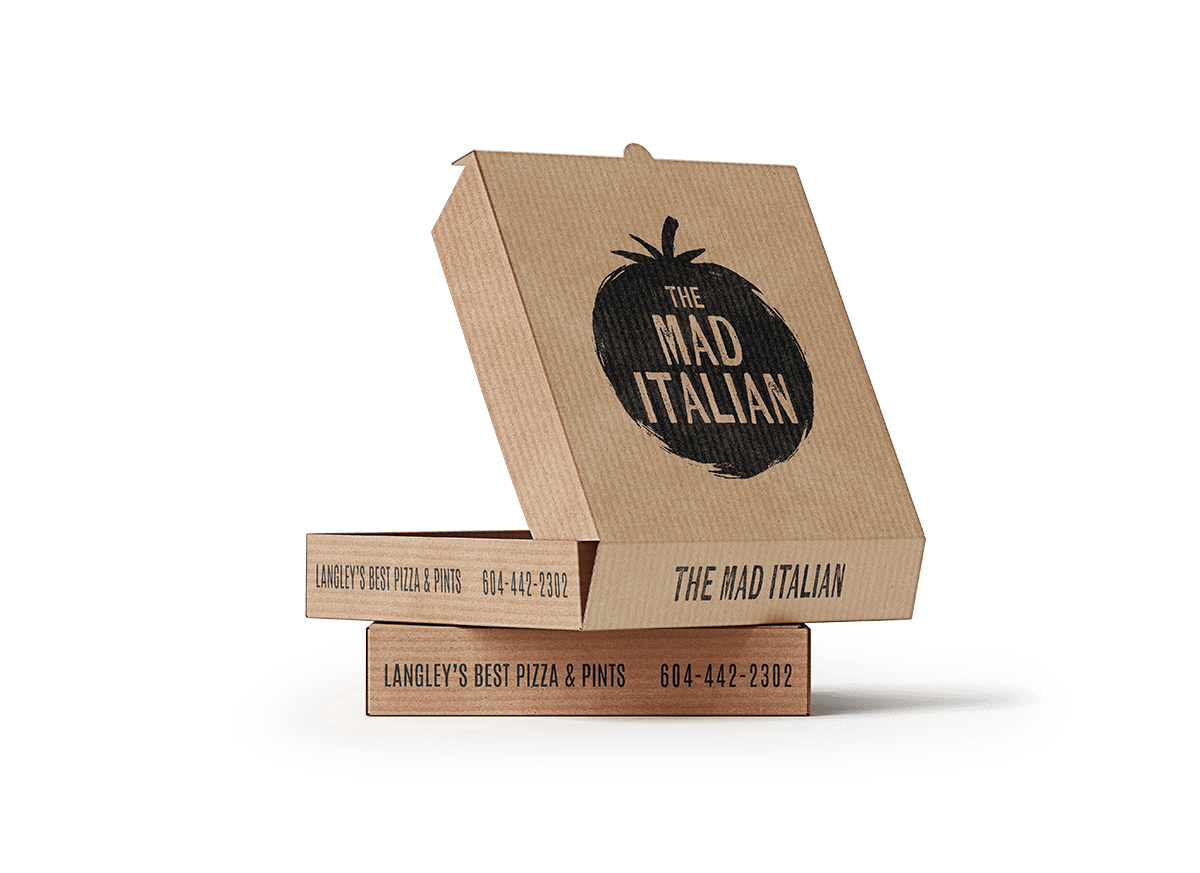 THE
MAD
ITALIAN
LANGLEY'S BEST PIZZA & PINTS 604-442-2302
THE MAD ITALIAN
LANGLEY'S BEST PIZZA & PINTS 604-442-2302